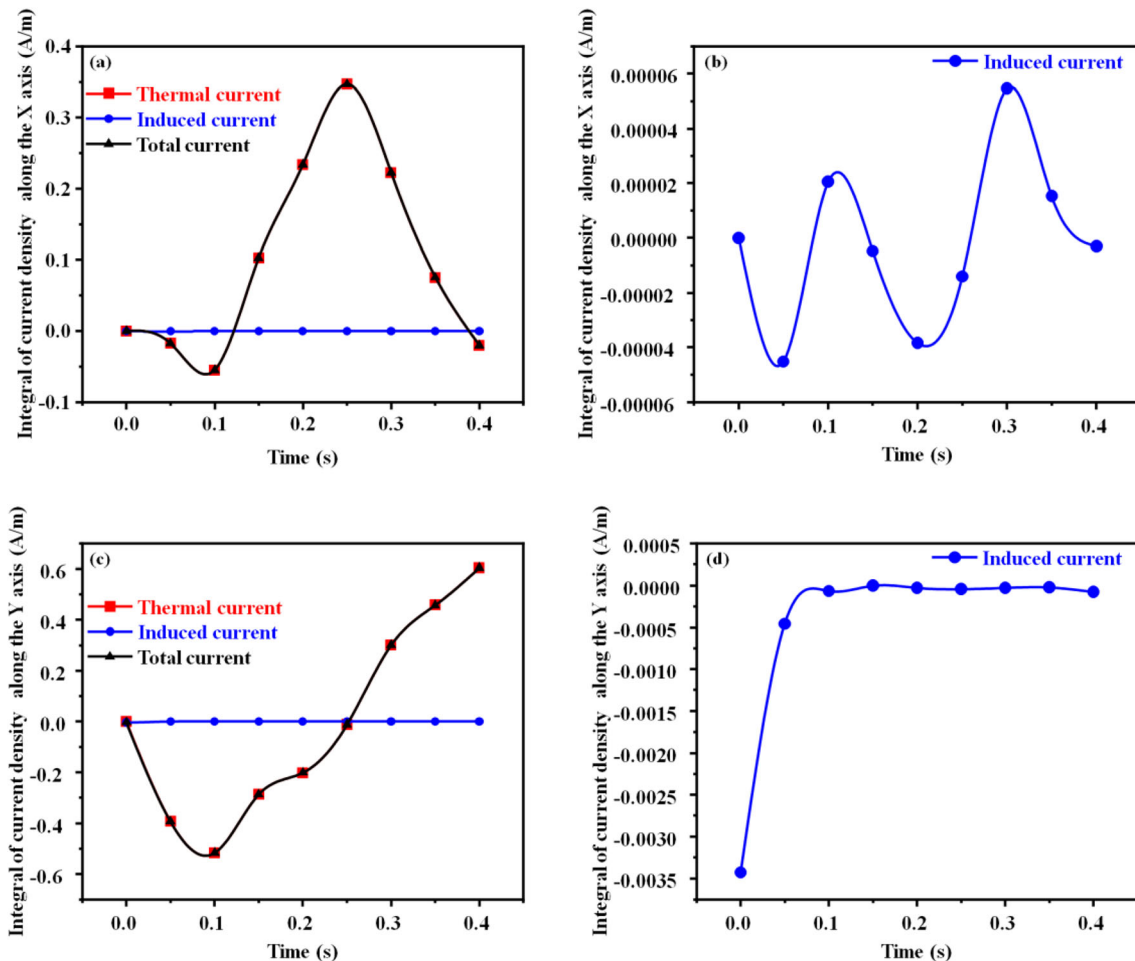 (a)
Thermal current
Induced current
Total current
Integral of current density along the X axis (A/m)
0.4
0.3
0.2
0.1
0.0
-0.1
0.0 0.1 0.2 0.3 0.4
Time (s)
(b)
Induced current
Integral of current density along the X axis (A/m)
0.00006
0.00004
0.00002
0.00000
-0.00002
-0.00004
-0.00006
0.0 0.1 0.2 0.3 0.4
Time (s)
(c)
Thermal current
Induced current
Total current
Integral of current density along the Y axis (A/m)
0.6
0.4
0.2
0.0
-0.2
-0.4
-0.6
0.0 0.1 0.2 0.3 0.4
Time (s)
(d)
Induced current
Integral of current density along the Y axis (A/m)
0.0005
0.0000
-0.0005
-0.0010
-0.0015
-0.0020
-0.0025
-0.0030
-0.0035
0.0 0.1 0.2 0.3 0.4
Time (s)